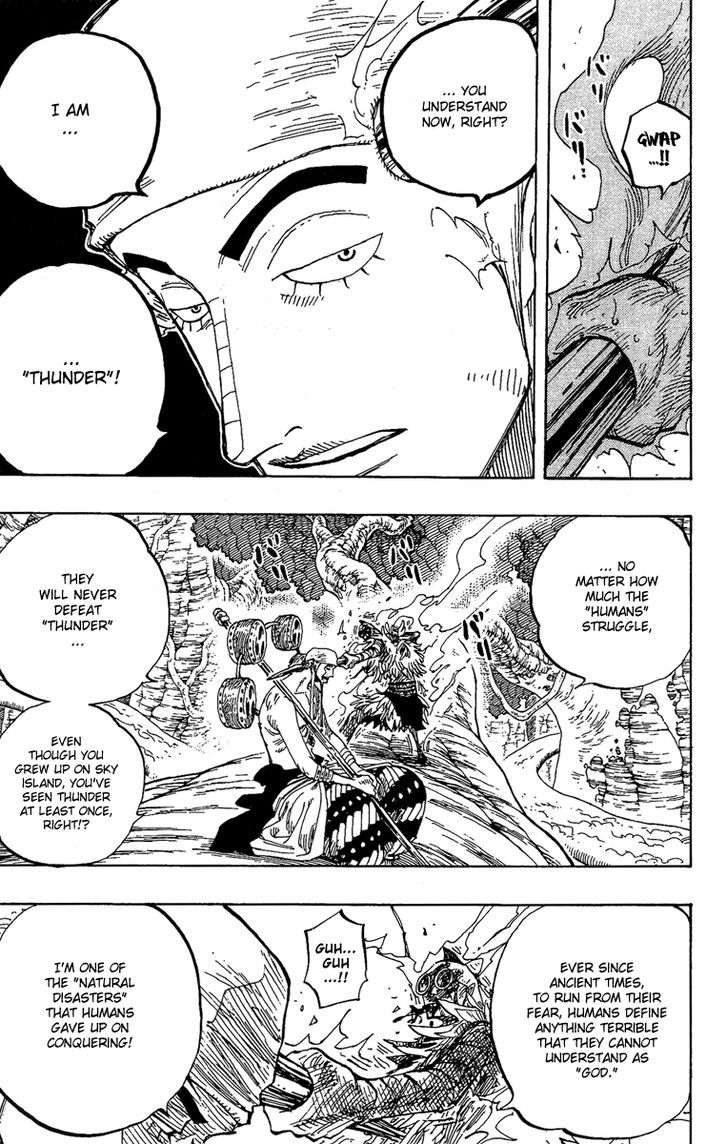 GWAP
...!!
... YOU
UNDERSTAND
NOW, RIGHT?
I AM
...
...
"THUNDER"!
... NO
MATTER HOW
MUCH THE
"HUMANS"
STRUGGLE,
THEY
WILL NEVER
DEFEAT
"THUNDER"
...
EVEN
THOUGH YOU
GREW UP ON SKY
ISLAND, YOU'VE
SEEN THUNDER
AT LEAST ONCE,
RIGHT!?
EVER SINCE
ANCIENT TIMES,
TO RUN FROM THEIR
FEAR, HUMANS DEFINE
ANYTHING TERRIBLE
THAT THEY CANNOT
UNDERSTAND AS
"GOD."
GUH...
GUH
...!!
I'M ONE OF
THE "NATURAL
DISASTERS"
THAT HUMANS
GAVE UP ON
CONQUERING!